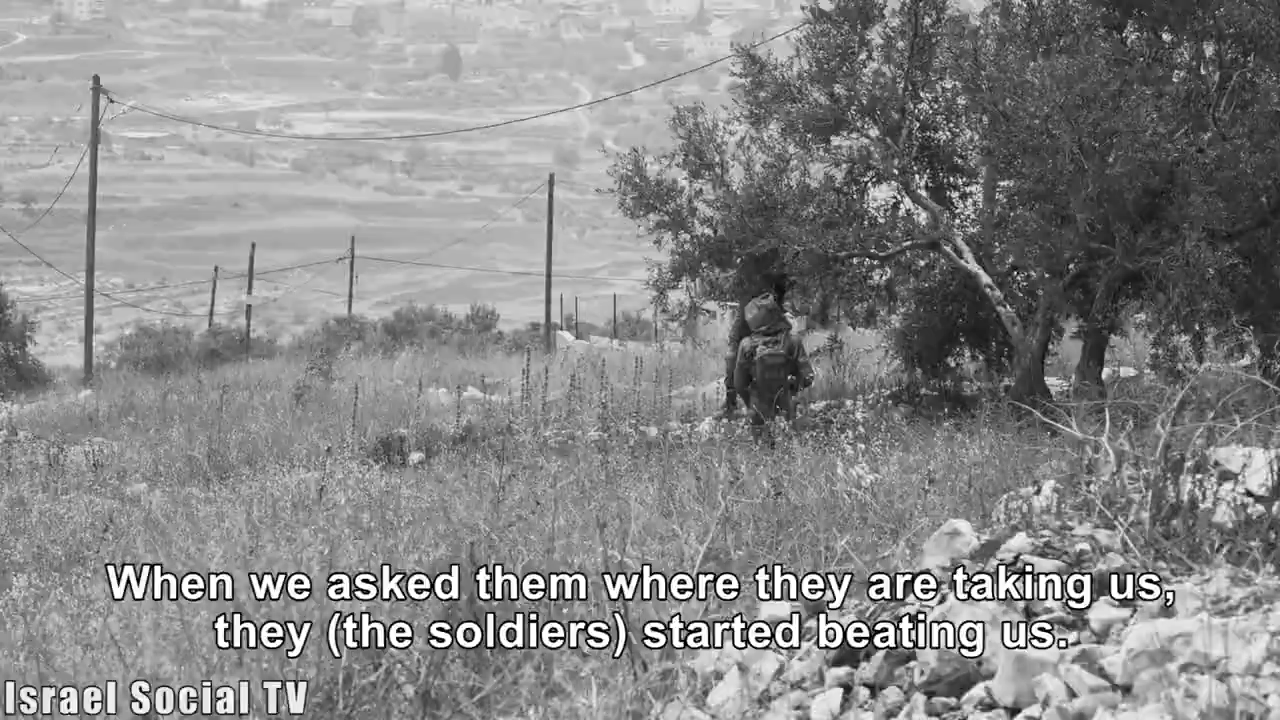 When we asked them where they are taking us,
they (the soldiers) started beating us.
Israel Social TV